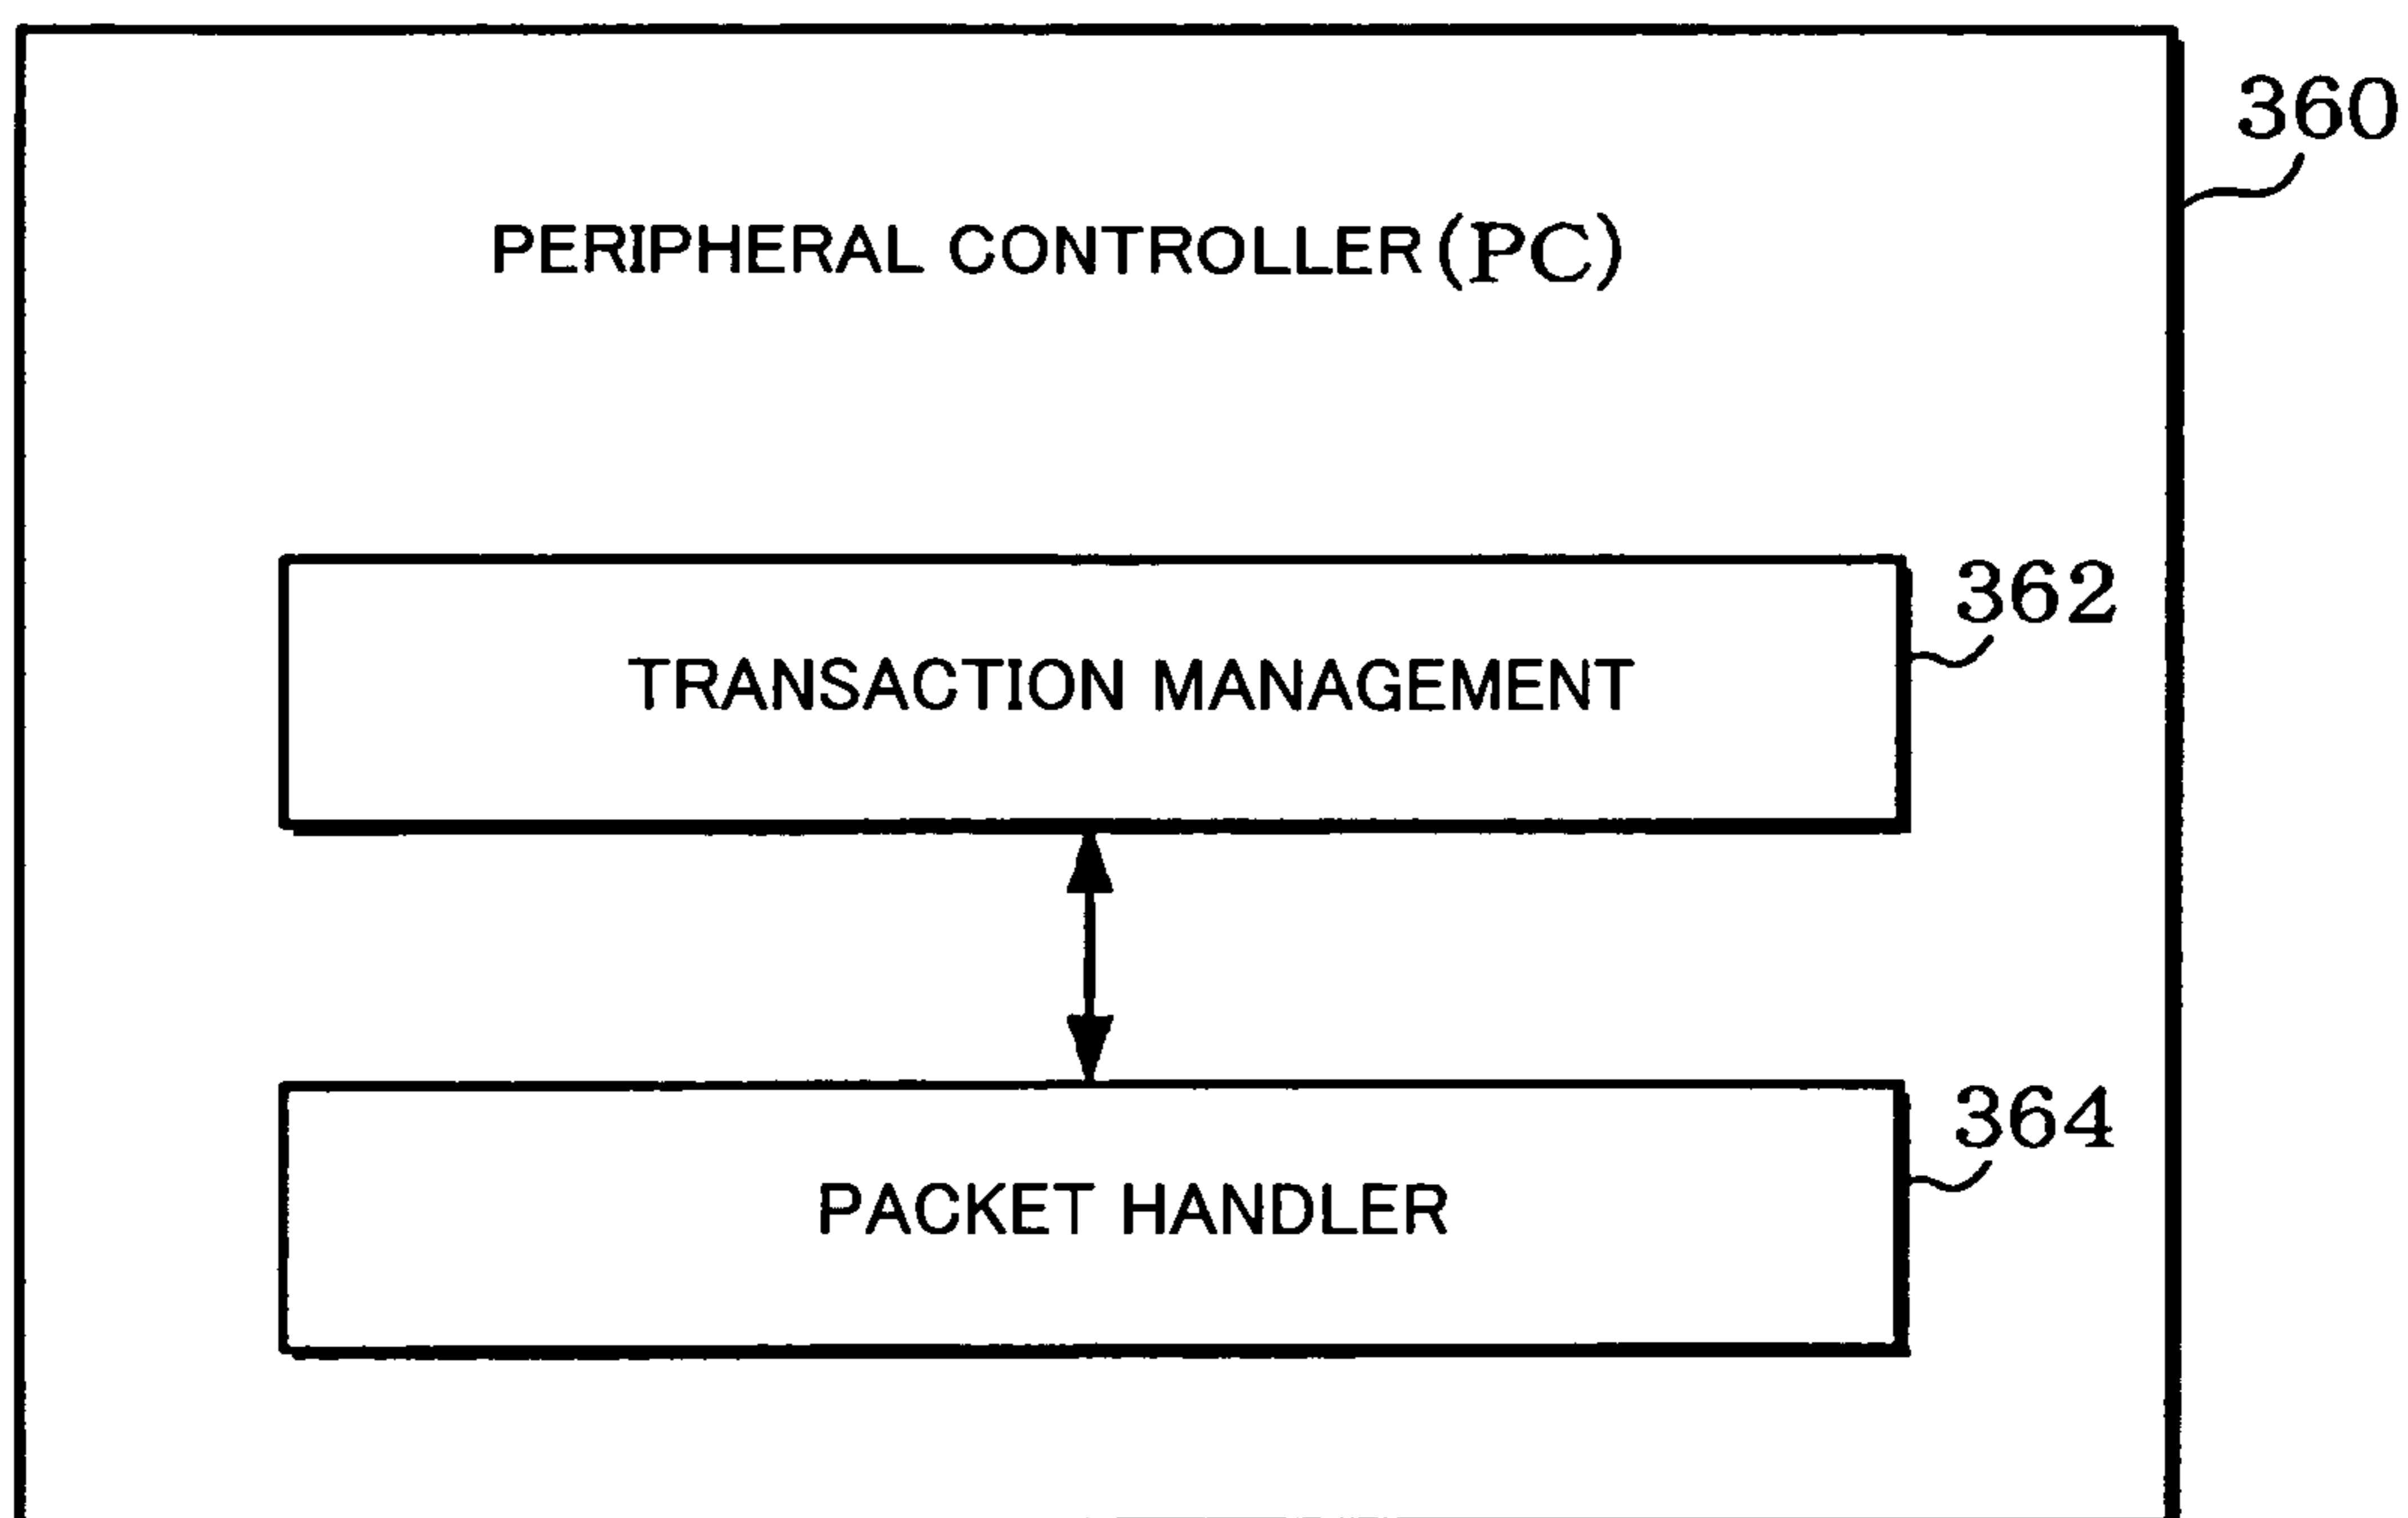 360
PERIPHERAL CONTROLLER(PC)
362
TRANSACTION MANAGEMENT
364
PACKET HANDLER